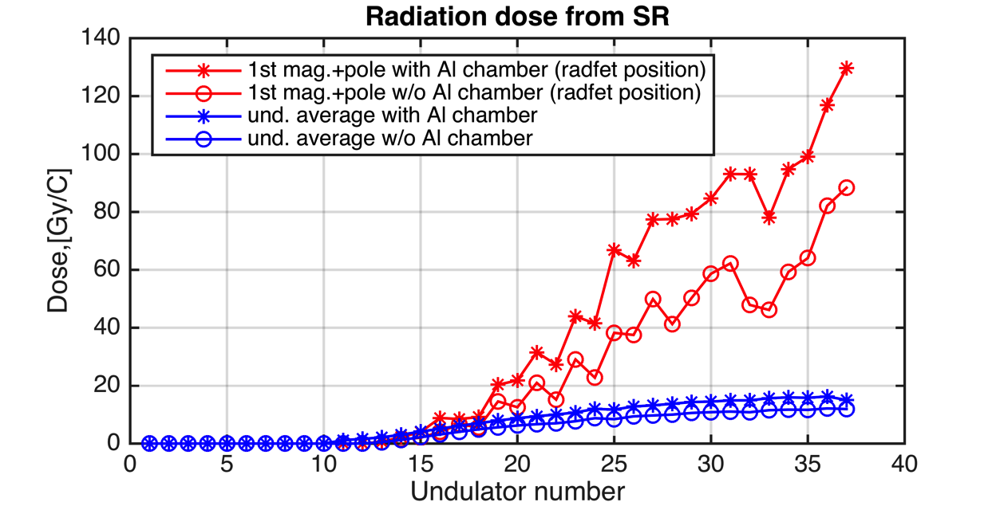 Radiation dose from SR
140
120
100
80
60
40
20
0
Dose,[Gy/C]
1st mag.+pole with Al chamber (radfet position)
1st mag.+pole w/o Al chamber (radfet position)
und. average with Al chamber
und. average w/o Al chamber
0 5 10 15 20 25 30 35 40
Undulator number